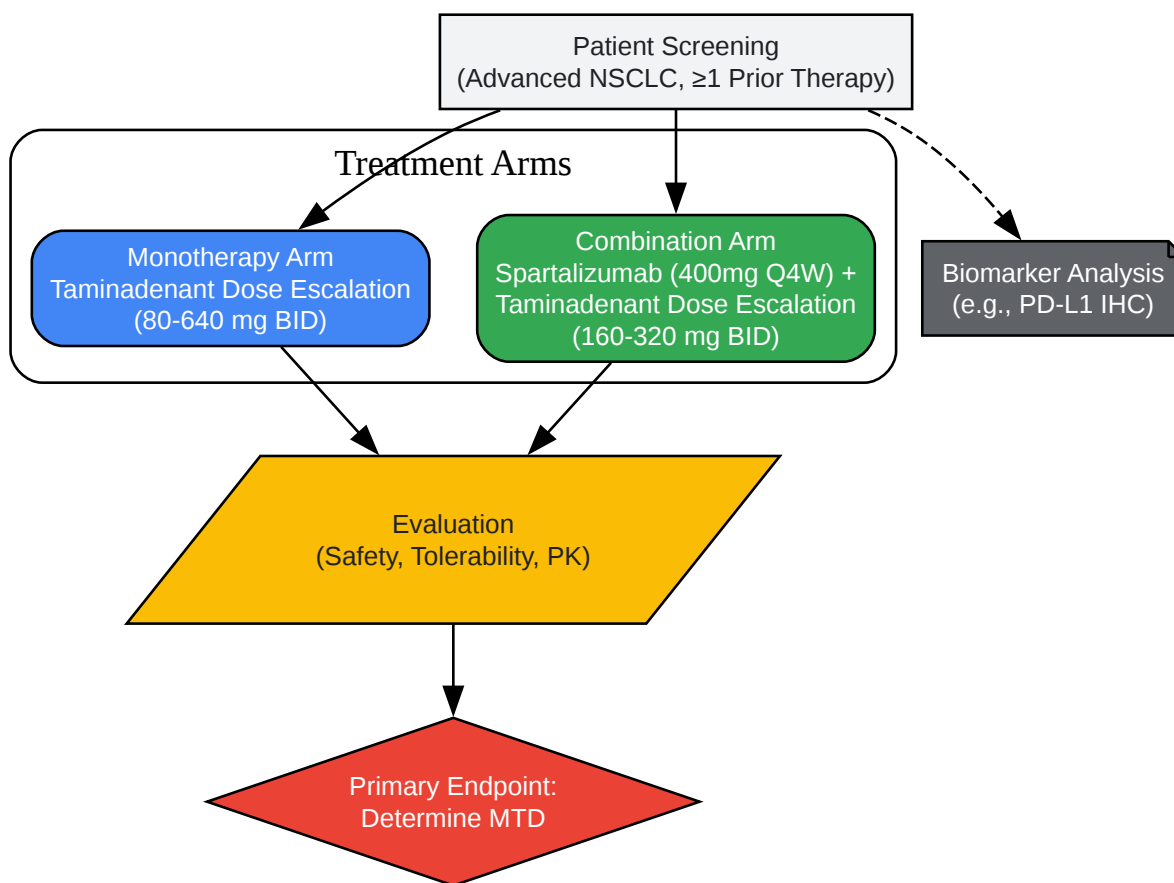 Patient Screening
(Advanced NSCLC, ≥1 Prior Therapy)
Treatment Arms
Monotherapy Arm
Taminadenant Dose Escalation
(80-640 mg BID)
Combination Arm
Spartalizumab (400mg Q4W) +
Taminadenant Dose Escalation
(160-320 mg BID)
Biomarker Analysis
(e.g., PD-L1 IHC)
Evaluation
(Safety, Tolerability, PK)
Primary Endpoint:
Determine MTD